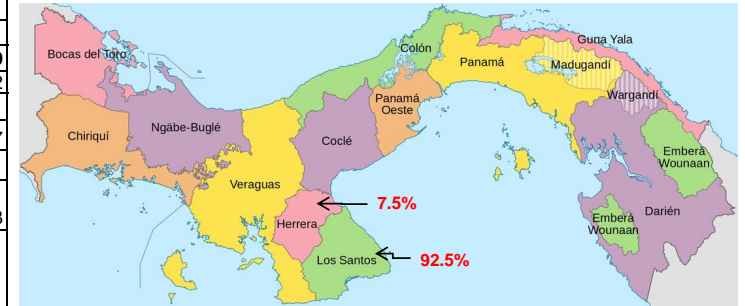 Bocas del Toro
Chiriquí
Ngäbe-Buglé
Veraguas
Herrera
Los Santos
Coclé
Colón
Panamá
Oeste
Panamá
Guna Yala
Madugandí
Wargandí
Emberá
Wounaan
Emberá
Wounaan
Darién
7.5%
92.5%